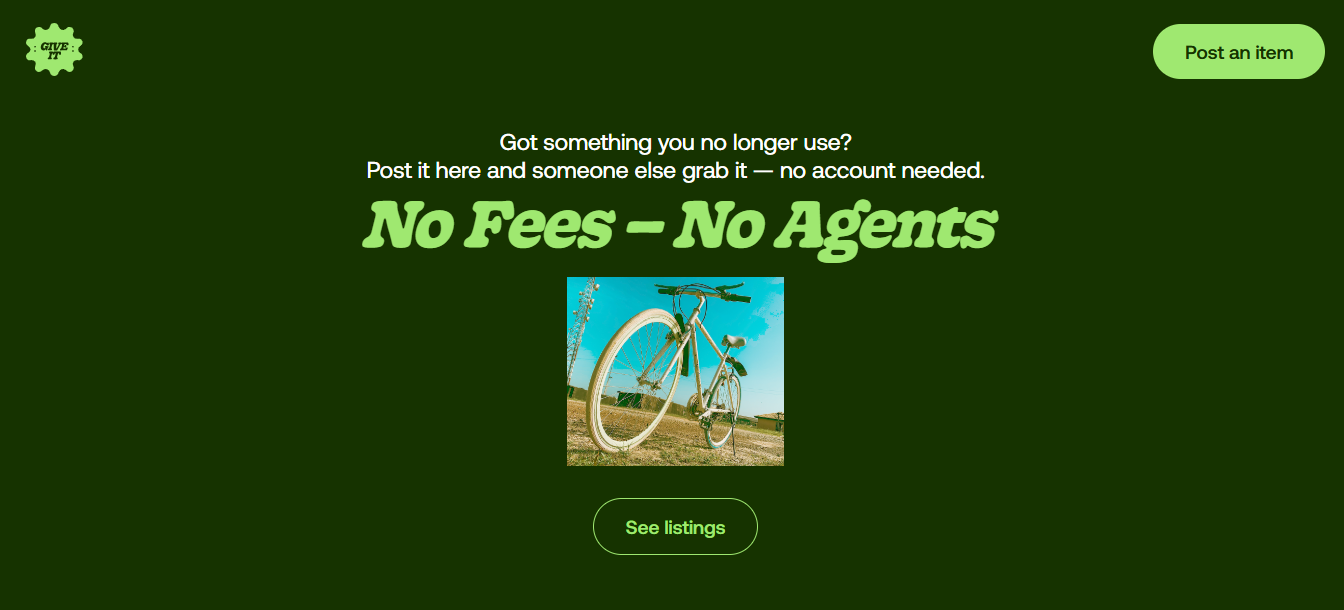 GIVE
IT
Post an item
Got something you no longer use?
Post it here and someone else grab it — no account needed.
No Fees – No Agents
See listings